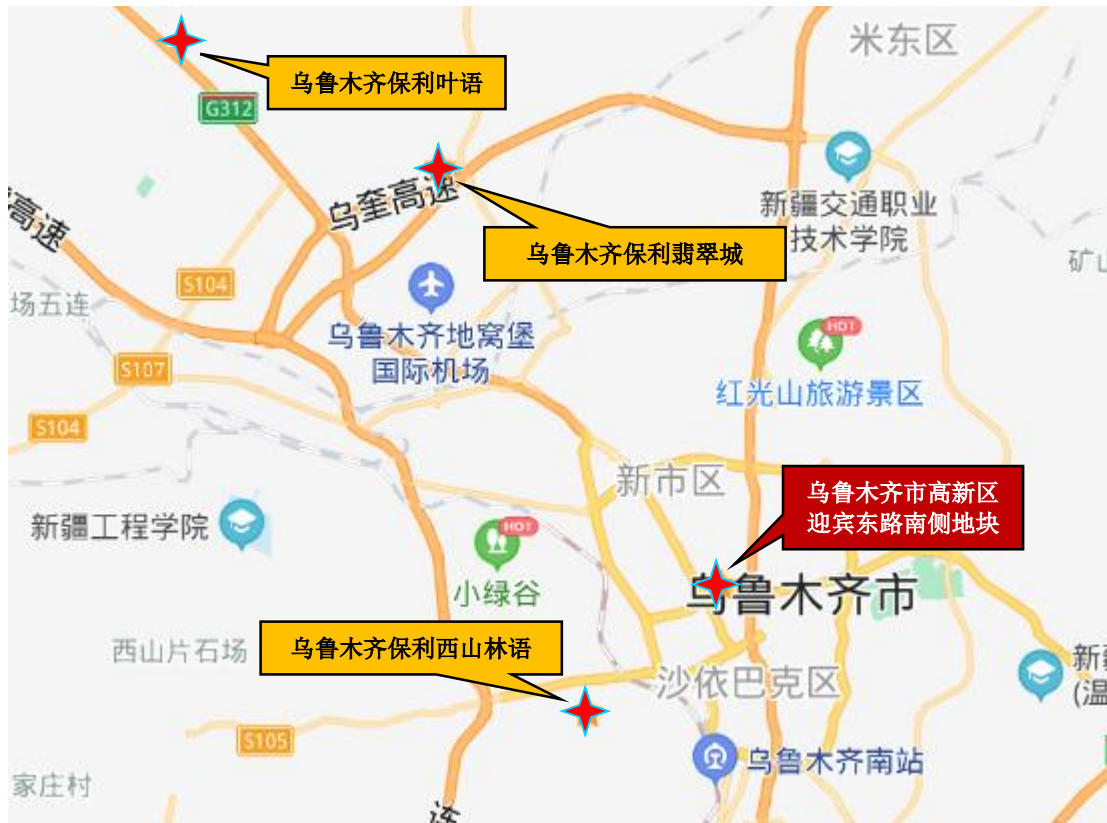 米东区
乌鲁木齐保利叶语
G312
乌奎高速
新疆交通职业
技术学院
高速
乌鲁木齐保利翡翠城
矿山
S104
场五连
乌鲁木齐地窝堡
国际机场
HOT
红光山旅游景区
S107
S104
新市区
乌鲁木齐市高新区
迎宾东路南侧地块
新疆工程学院
HOT
小绿谷
乌鲁木齐市
西山片石场
乌鲁木齐保利西山林语
沙依巴克区
新疆
(温
S105
乌鲁木齐南站
家庄村
连